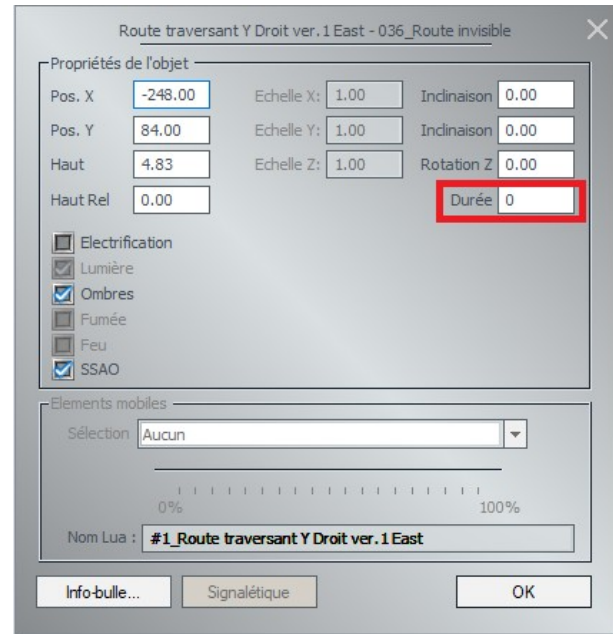 Route traversant Y Droit ver. 1 East - 036_Route invisible
Propriétés de l'objet
Pos. X -248.00 Echelle X: 1.00 Inclinaison 0.00
Pos. Y 84.00 Echelle Y: 1.00 Inclinaison 0.00
Haut 4.83 Echelle Z: 1.00 Rotation Z 0.00
Haut Rel 0.00 Durée 0
Electrification
Lumière
Ombres
Fumée
Feu
SSAO
Elements mobiles
Sélection Aucun
0% 100%
Nom Lua : #1_Route traversant Y Droit ver. 1 East
Info-bulle... Signalétique OK